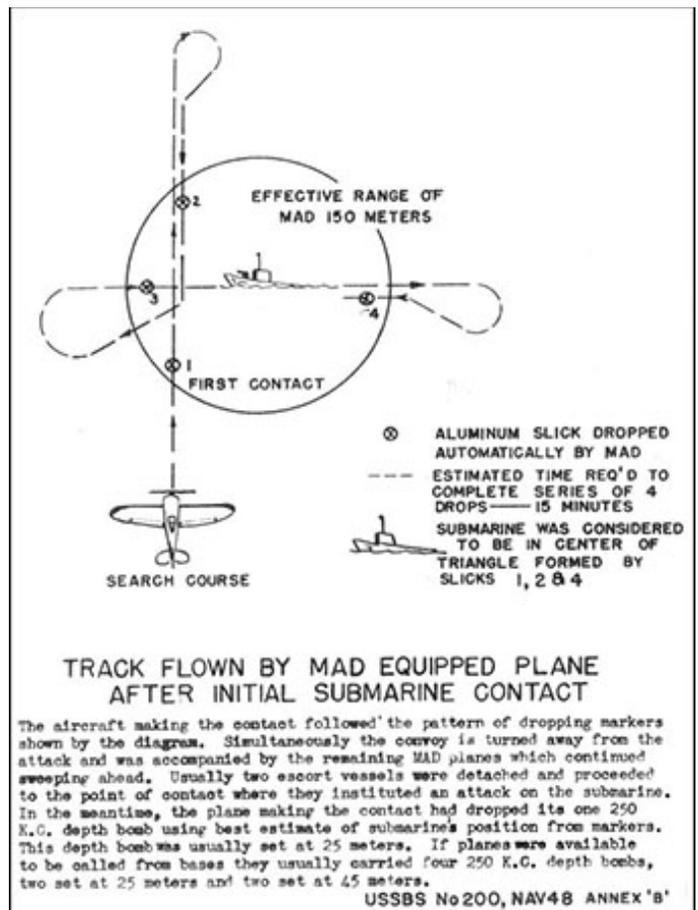 2
EFFECTIVE RANGE OF
MAD 150 METERS
3
4
1
FIRST CONTACT
ALUMINUM SLICK DROPPED
AUTOMATICALLY BY MAD
ESTIMATED TIME REQ'D TO
COMPLETE SERIES OF 4
DROPS — 15 MINUTES
SUBMARINE WAS CONSIDERED
TO BE IN CENTER OF
TRIANGLE FORMED BY
SLICKS 1, 2 & 4
SEARCH COURSE
TRACK FLOWN BY MAD EQUIPPED PLANE
AFTER INITIAL SUBMARINE CONTACT
The aircraft making the contact followed the pattern of dropping markers
shown by the diagram. Simultaneously the convoy is turned away from the
attack and was accompanied by the remaining MAD planes which continued
sweeping ahead. Usually two escort vessels were detached and proceeded
to the point of contact where they instituted an attack on the submarine.
In the meantime, the plane making the contact had dropped its one 250
K.G. depth bomb using best estimate of submarine's position from markers.
This depth bomb was usually set at 25 meters. If planes were available
to be called from bases they usually carried four 250 K.G. depth bombs,
two set at 25 meters and two set at 45 meters.
USSBS No 200, NAV 48 ANNEX 'B'